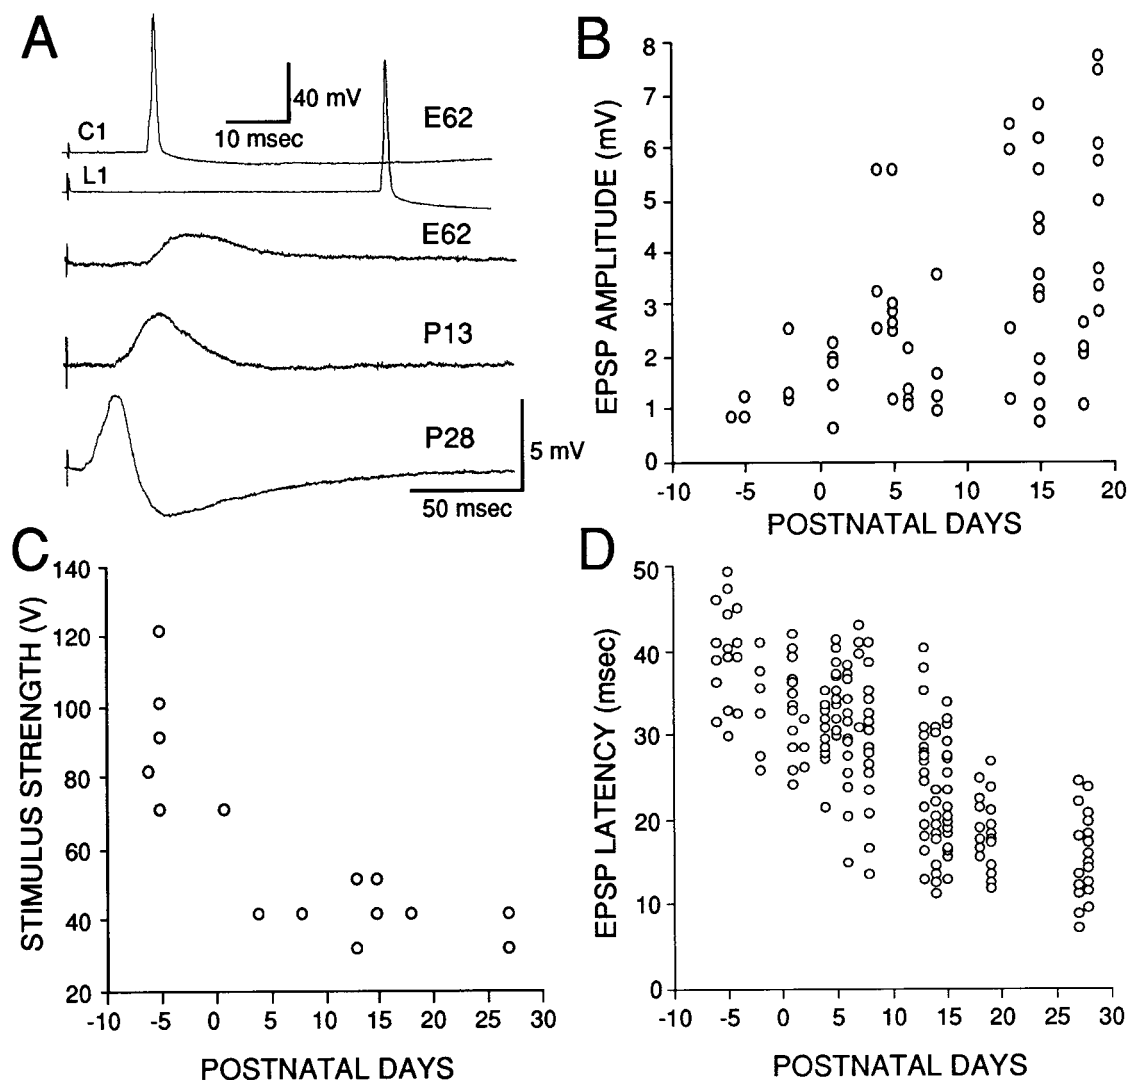 A
C1
40 mV
10 msec
E62
L1
E62
P13
P28
5 mV
50 msec
B
EPSP AMPLITUDE (mV)
8
7
6
5
4
3
2
1
0
-10 -5 0 5 10 15 20
POSTNATAL DAYS
C
STIMULUS STRENGTH (V)
140
120
100
80
60
40
20
-10 -5 0 5 10 15 20 25 30
POSTNATAL DAYS
D
EPSP LATENCY (msec)
50
40
30
20
10
0
-10 -5 0 5 10 15 20 25 30
POSTNATAL DAYS